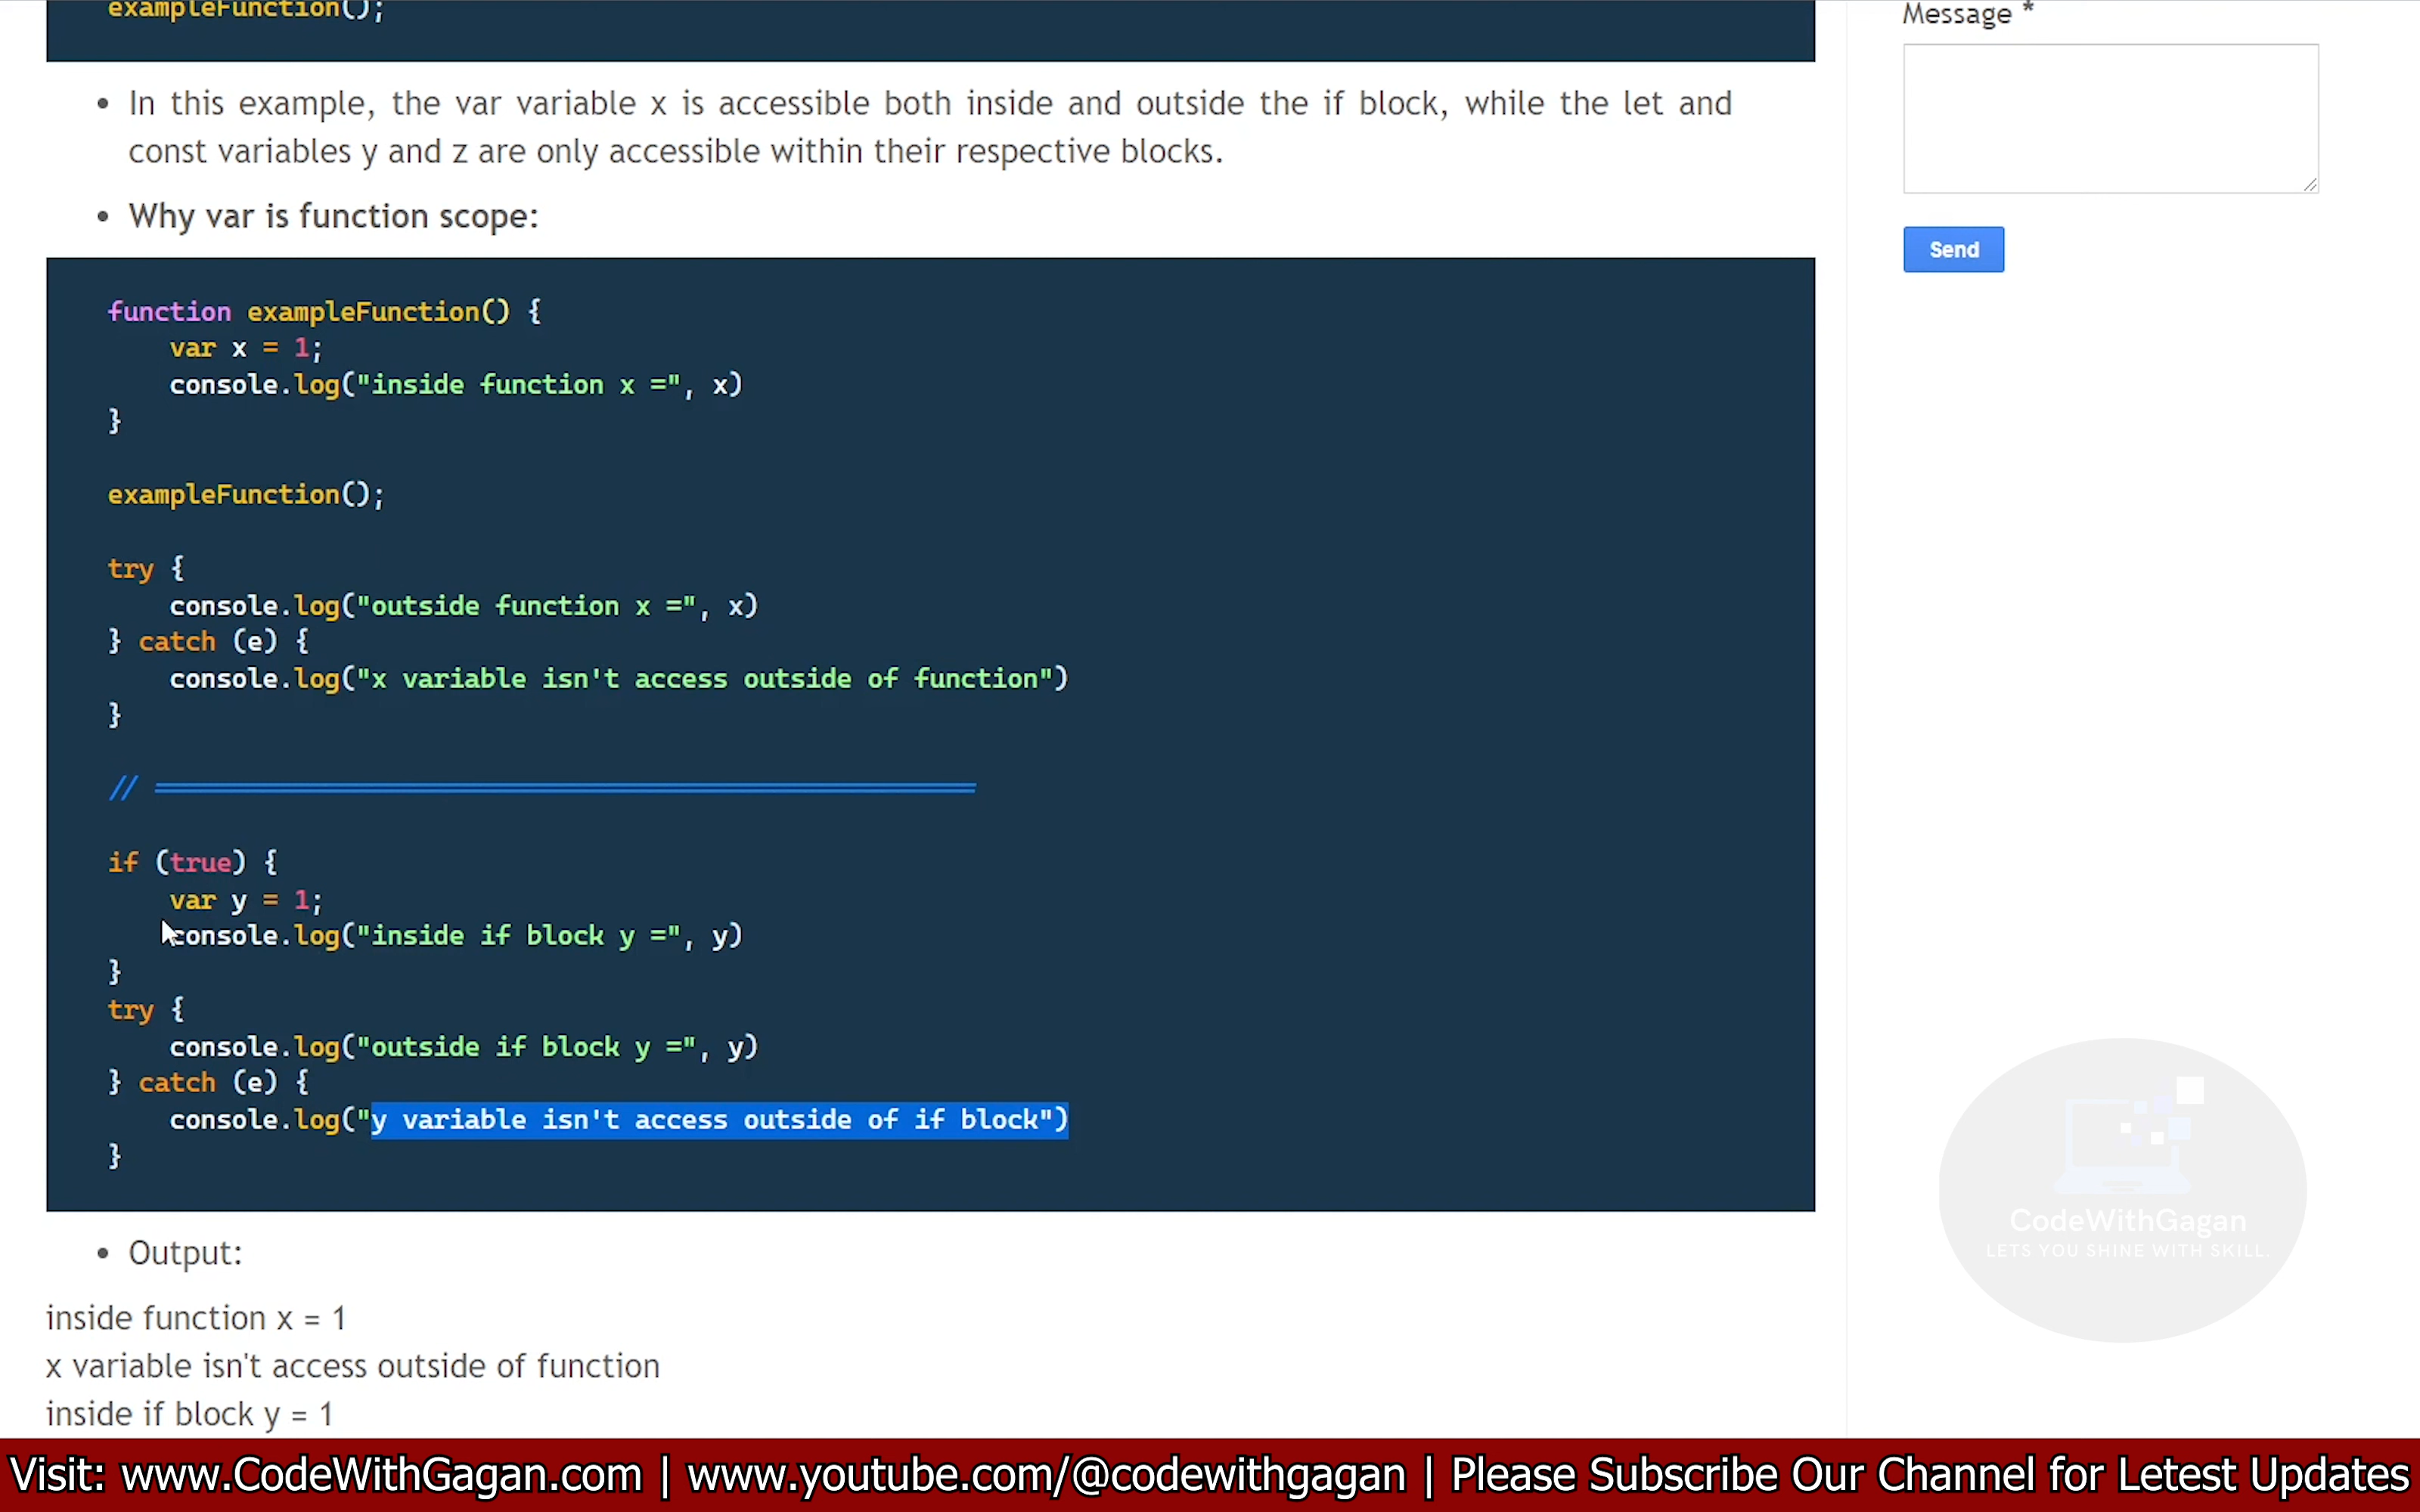 exampleFunction();
• In this example, the var variable x is accessible both inside and outside the if block, while the let and
const variables y and z are only accessible within their respective blocks.
• Why var is function scope:
function exampleFunction() {
    var x = 1;
    console.log("inside function x =", x)
}
exampleFunction();
try {
    console.log("outside function x =", x)
} catch (e) {
    console.log("x variable isn't access outside of function")
}
// =====================================================
if (true) {
    var y = 1;
    console.log("inside if block y =", y)
}
try {
    console.log("outside if block y =", y)
} catch (e) {
    console.log("y variable isn't access outside of if block")
}
• Output:
inside function x = 1
x variable isn't access outside of function
inside if block y = 1
Message *
Send
CodeWithGagan
LETS YOU SHINE WITH SKILL.
Visit: www.CodeWithGagan.com | www.youtube.com/@codewithgagan | Please Subscribe Our Channel for Letest Updates